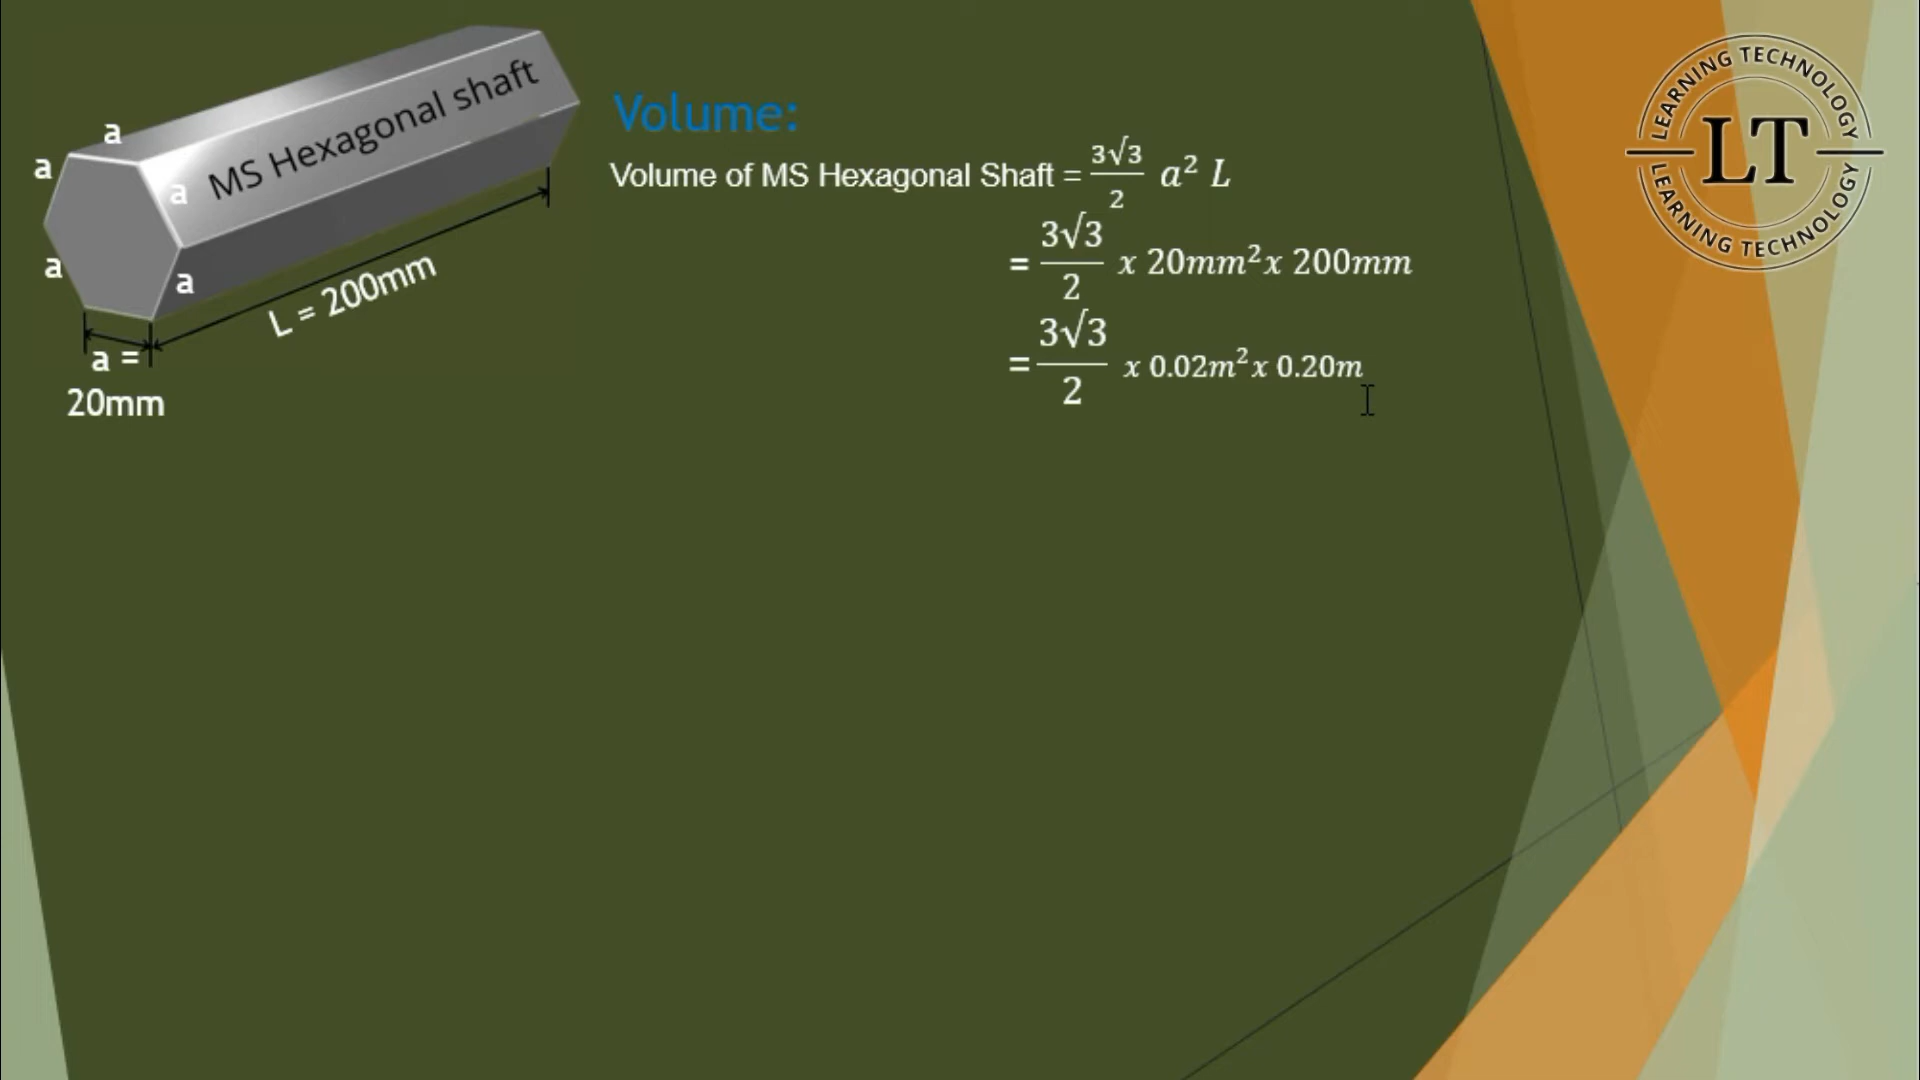 MS Hexagonal shaft
a
a
a
a
a
a =
20mm
L = 200mm
Volume:
Volume of MS Hexagonal Shaft = 3√3/2 a² L
= 3√3/2 x 20mm² x 200mm
= 3√3/2 x 0.02m² x 0.20m
LEARNING TECHNOLOGY
LT
LEARNING TECHNOLOGY